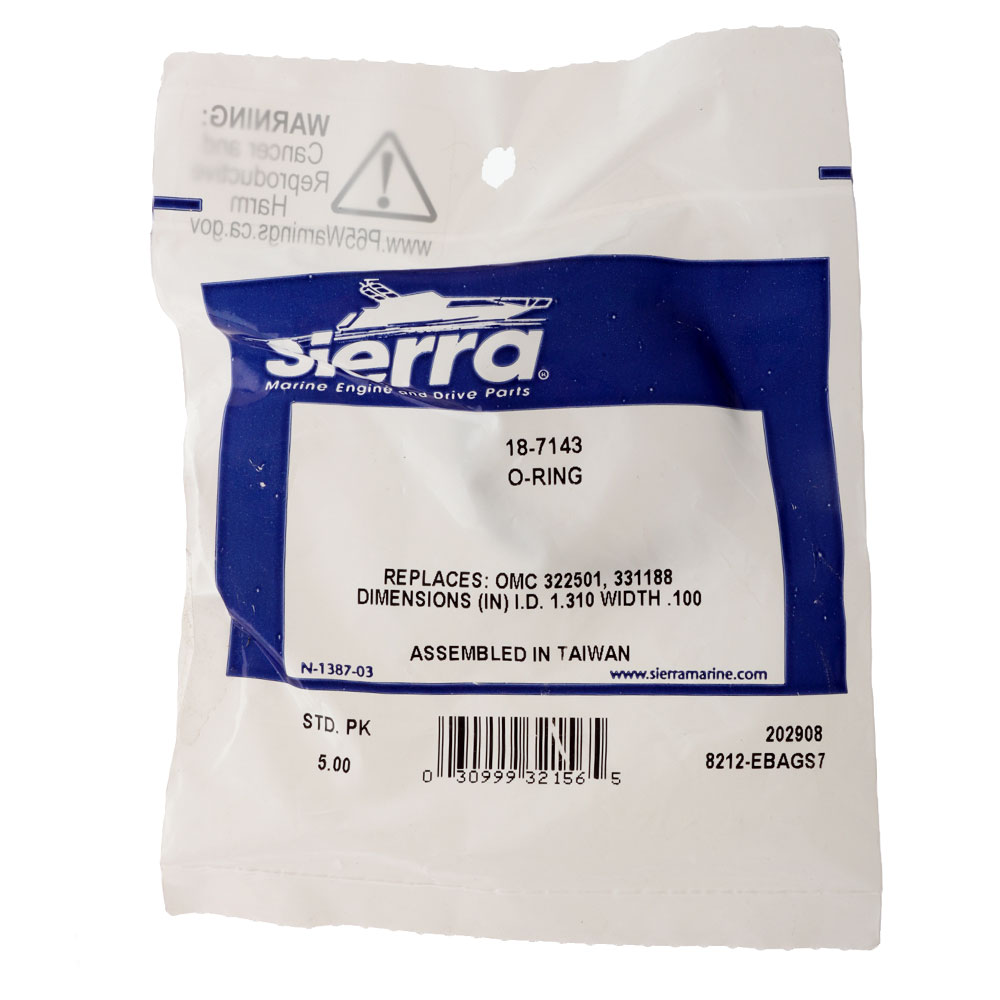 WARNING:
Cancer and
Reproductive
Harm
www.P65Warnings.ca.gov
sierra®
Marine Engine and Drive Parts
18-7143
O-RING
REPLACES: OMC 322501, 331188
DIMENSIONS (IN) I.D. 1.310 WIDTH .100
ASSEMBLED IN TAIWAN
N-1387-03 www.sierramarine.com
STD. PK 202908
5.00 8212-EBAGS7
0 30999 32156 5